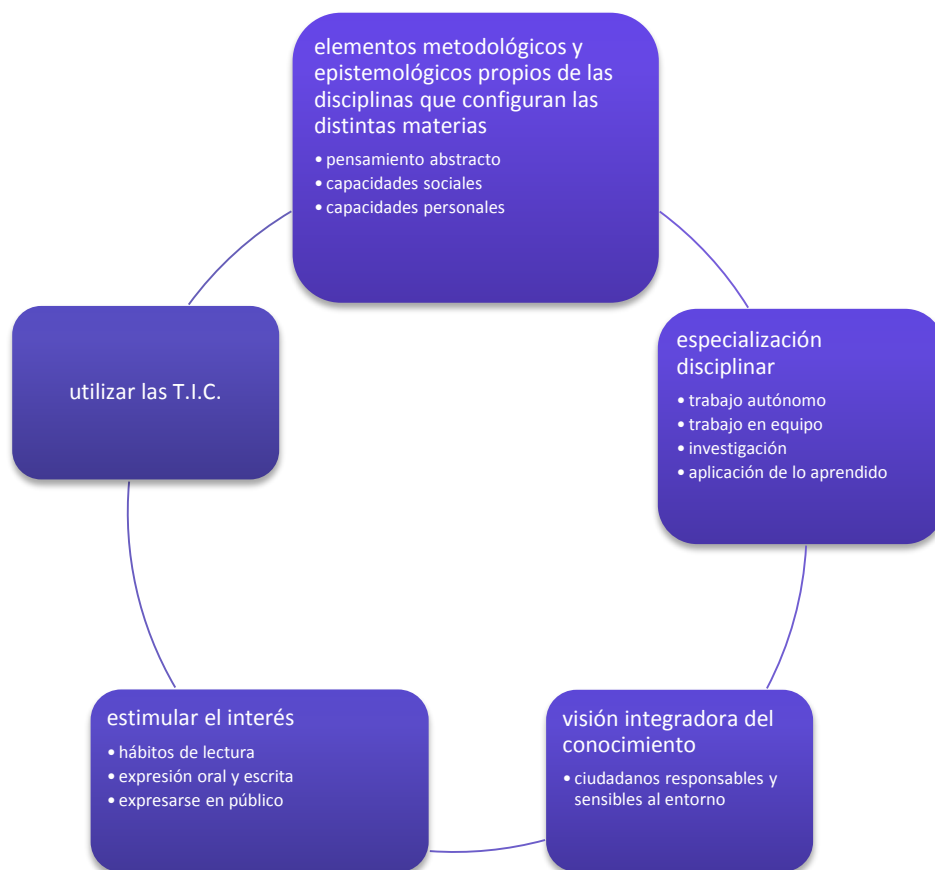 elementos metodológicos y
epistemológicos propios de las
disciplinas que configuran las
distintas materias
• pensamiento abstracto
• capacidades sociales
• capacidades personales
especialización
disciplinar
• trabajo autónomo
• trabajo en equipo
• investigación
• aplicación de lo aprendido
visión integradora del
conocimiento
• ciudadanos responsables y
sensibles al entorno
estimular el interés
• hábitos de lectura
• expresión oral y escrita
• expresarse en público
utilizar las T.I.C.